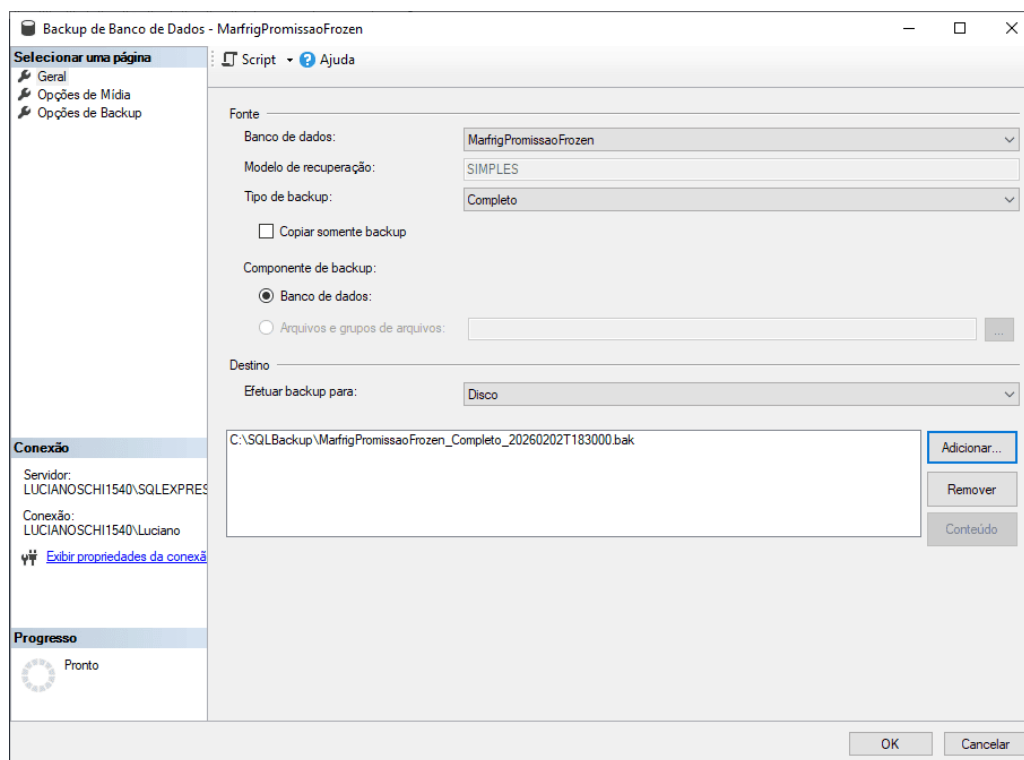 Backup de Banco de Dados - MarfrigPromissaoFrozen
Selecionar uma página
Geral
Opções de Mídia
Opções de Backup
Script
Ajuda
Fonte
Banco de dados: MarfrigPromissaoFrozen
Modelo de recuperação: SIMPLES
Tipo de backup: Completo
Copiar somente backup
Componente de backup:
Banco de dados:
Arquivos e grupos de arquivos: ...
Destino
Efetuar backup para: Disco
C:\SQLBackup\MarfrigPromissaoFrozen_Completo_20260202T183000.bak
Adicionar...
Remover
Conteúdo
Conexão
Servidor:
LUCIANOSCHI1540\SQLEXPRES
Conexão:
LUCIANOSCHI1540\Luciano
Exibir propriedades da conexã
Progresso
Pronto
OK
Cancelar